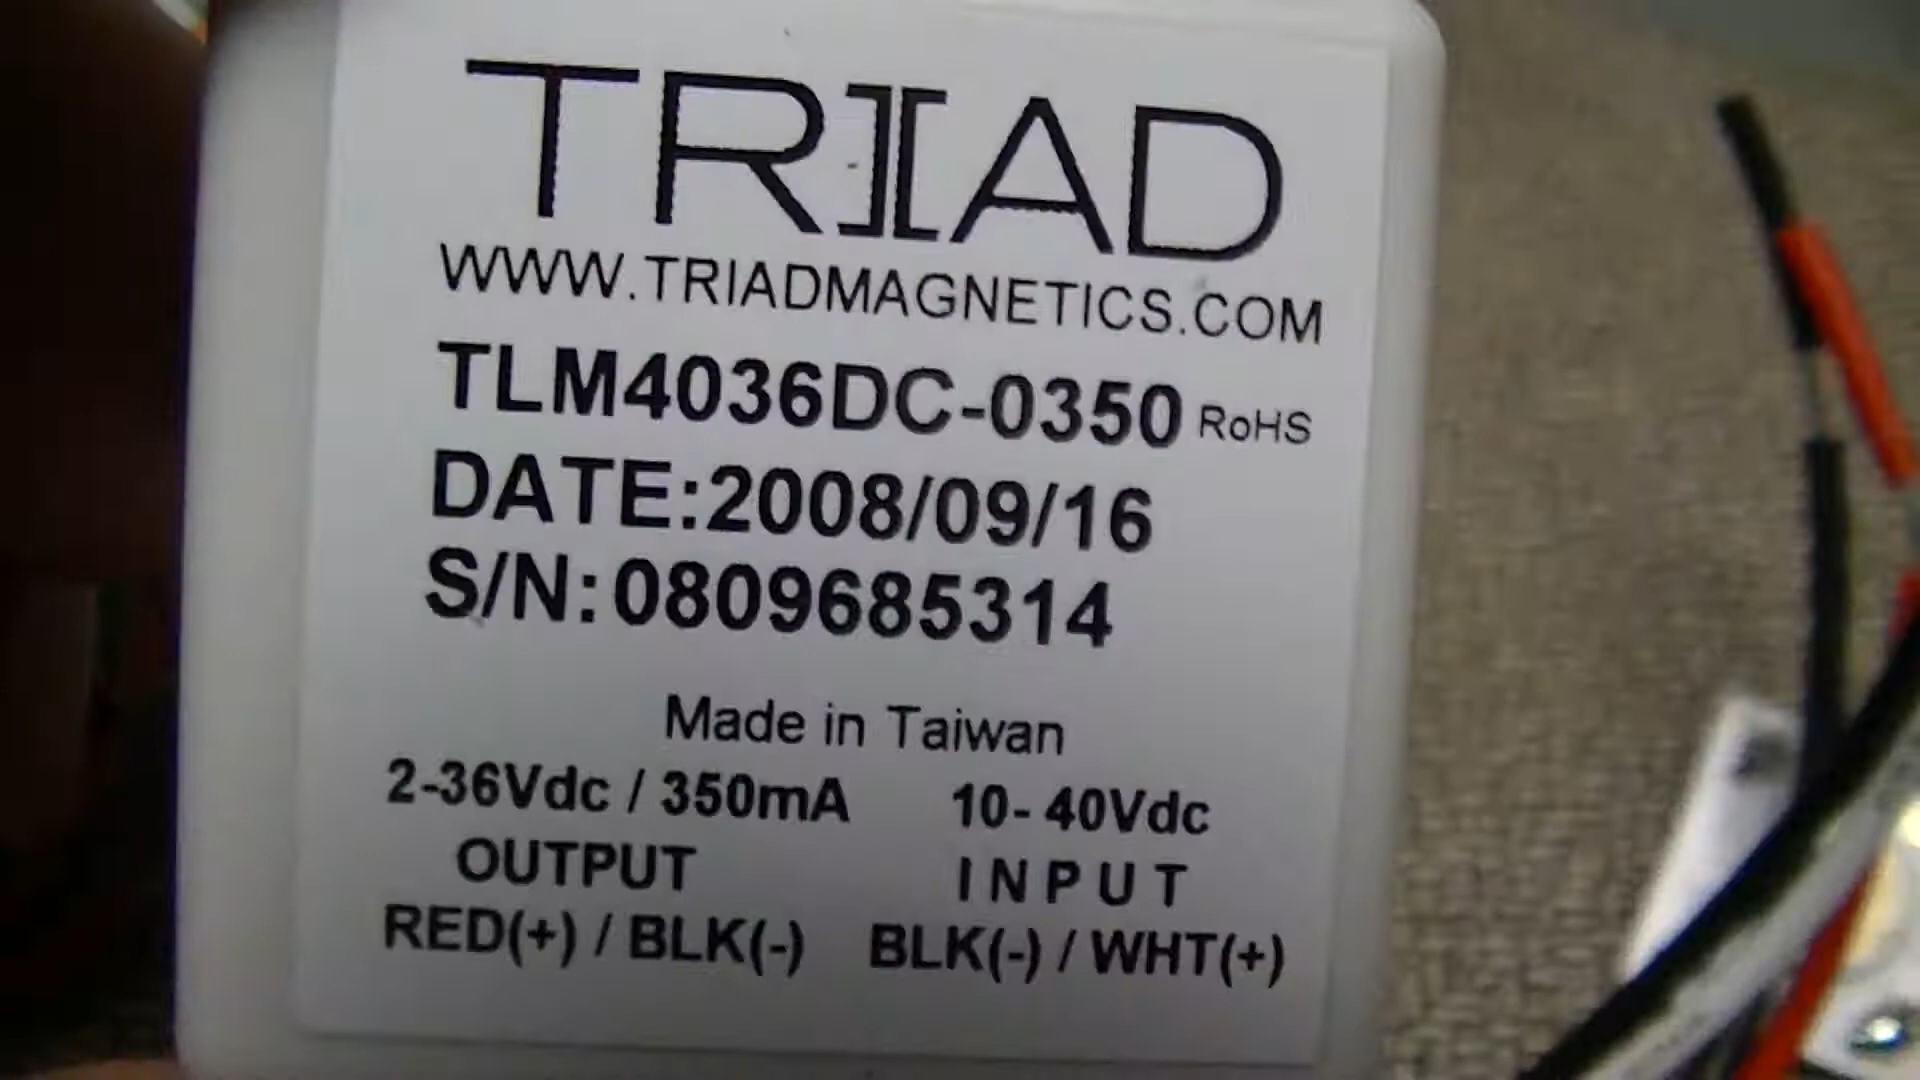 TRIAD
WWW.TRIADMAGNETICS.COM
TLM4036DC-0350 RoHS
DATE:2008/09/16
S/N:0809685314
Made in Taiwan
2-36Vdc / 350mA 10- 40Vdc
OUTPUT INPUT
RED(+) / BLK(-) BLK(-) / WHT(+)